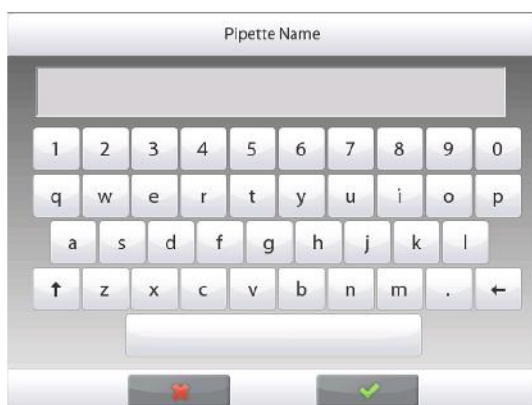 Pipette Name
1 2 3 4 5 6 7 8 9 0
q w e r t y u i o p
a s d f g h j k l
↑ z x c v b n m . ←